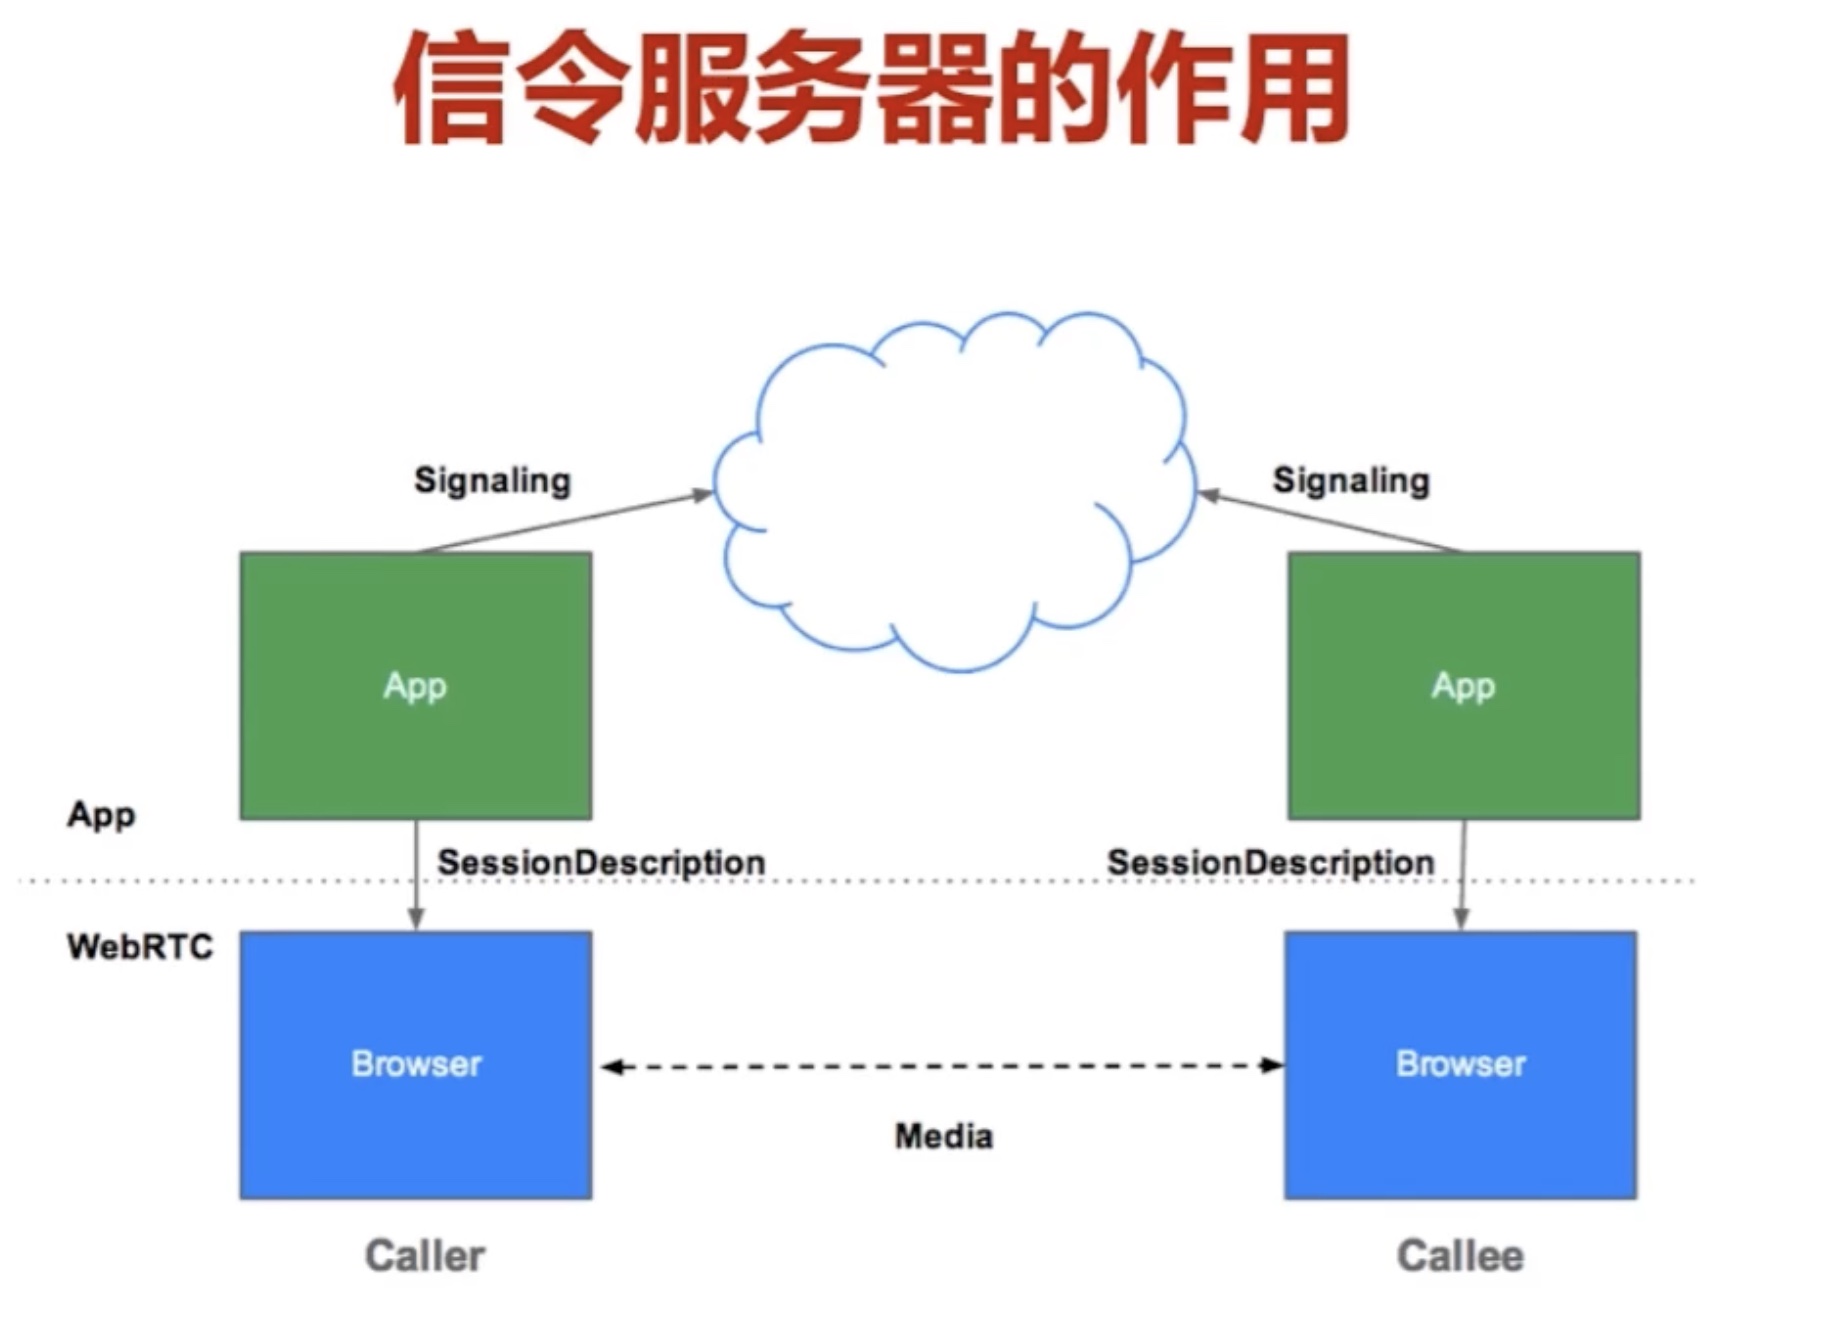 信令服务器的作用
Signaling
Signaling
App
App
App
SessionDescription
SessionDescription
WebRTC
Browser
Browser
Media
Caller
Callee